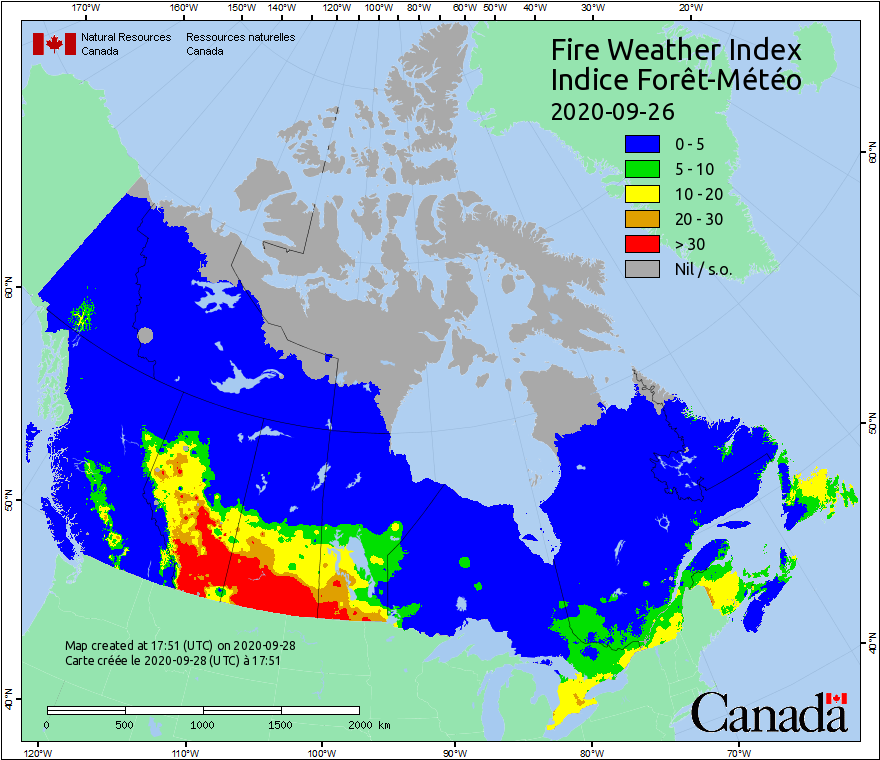 170°W 160°W 150°W 140°W 130°W 120°W 110°W 100°W 90°W 80°W 60°W 50°W 40°W 30°W 20°W
Natural Resources Ressources naturelles
Canada Canada
Fire Weather Index
Indice Forêt-Météo
2020-09-26
0 - 5
5 - 10
10 - 20
20 - 30
> 30
Nil / s.o.
60°N
60°N
50°N
50°N
40°N
40°N
Map created at 17:51 (UTC) on 2020-09-28
Carte créée le 2020-09-28 (UTC) à 17:51
0 500 1000 1500 2000 km
Canada
120°W 110°W 100°W 90°W 80°W 70°W